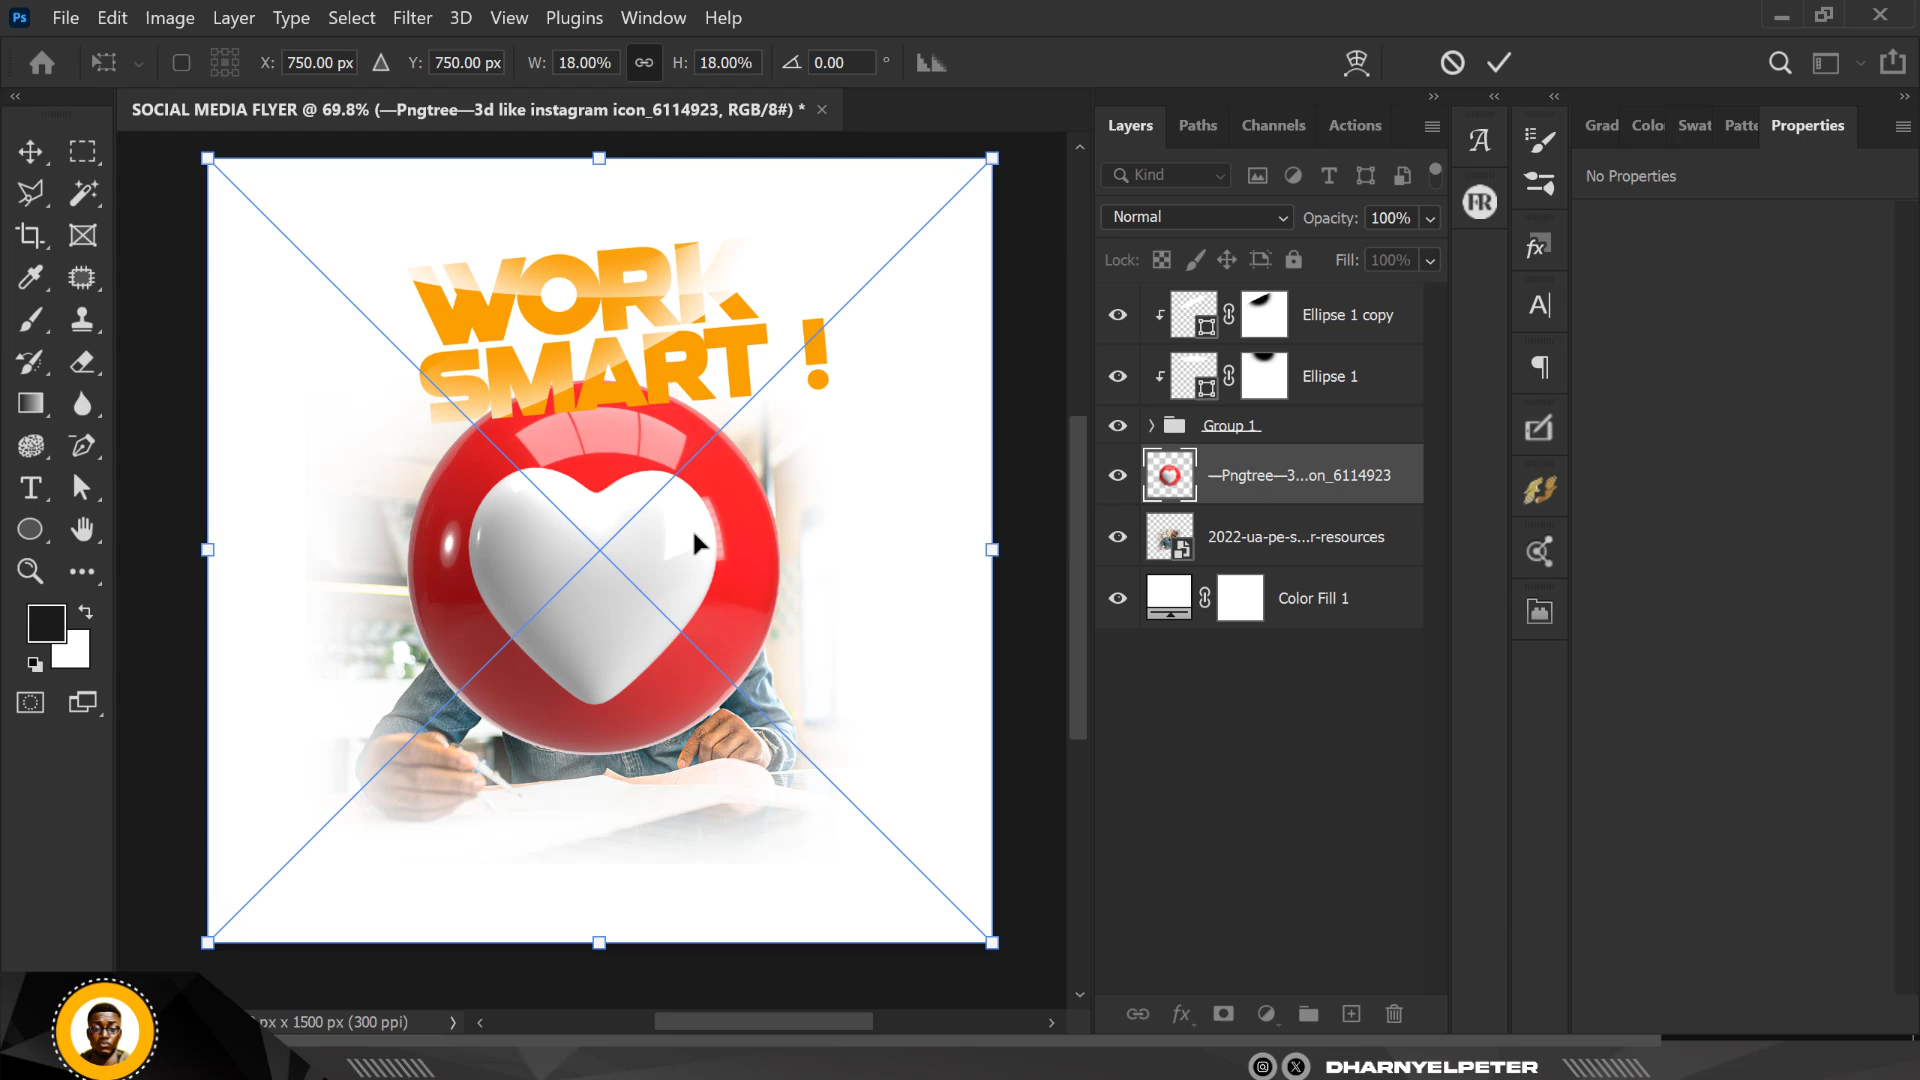 Ps File Edit Image Layer Type Select Filter 3D View Plugins Window Help
X: 750.00 px Y: 750.00 px W: 18.00% H: 18.00% 0.00 °
SOCIAL MEDIA FLYER @ 69.8% (—Pngtree—3d like instagram icon_6114923, RGB/8#) *
WORK
SMART !
px x 1500 px (300 ppi)
Layers Paths Channels Actions
Kind
Normal Opacity: 100%
Lock: Fill: 100%
Ellipse 1 copy
Ellipse 1
Group 1
—Pngtree—3...on_6114923
2022-ua-pe-s...r-resources
Color Fill 1
FR
Grad Colo Swat Patte Properties
No Properties
DHARNYELPETER